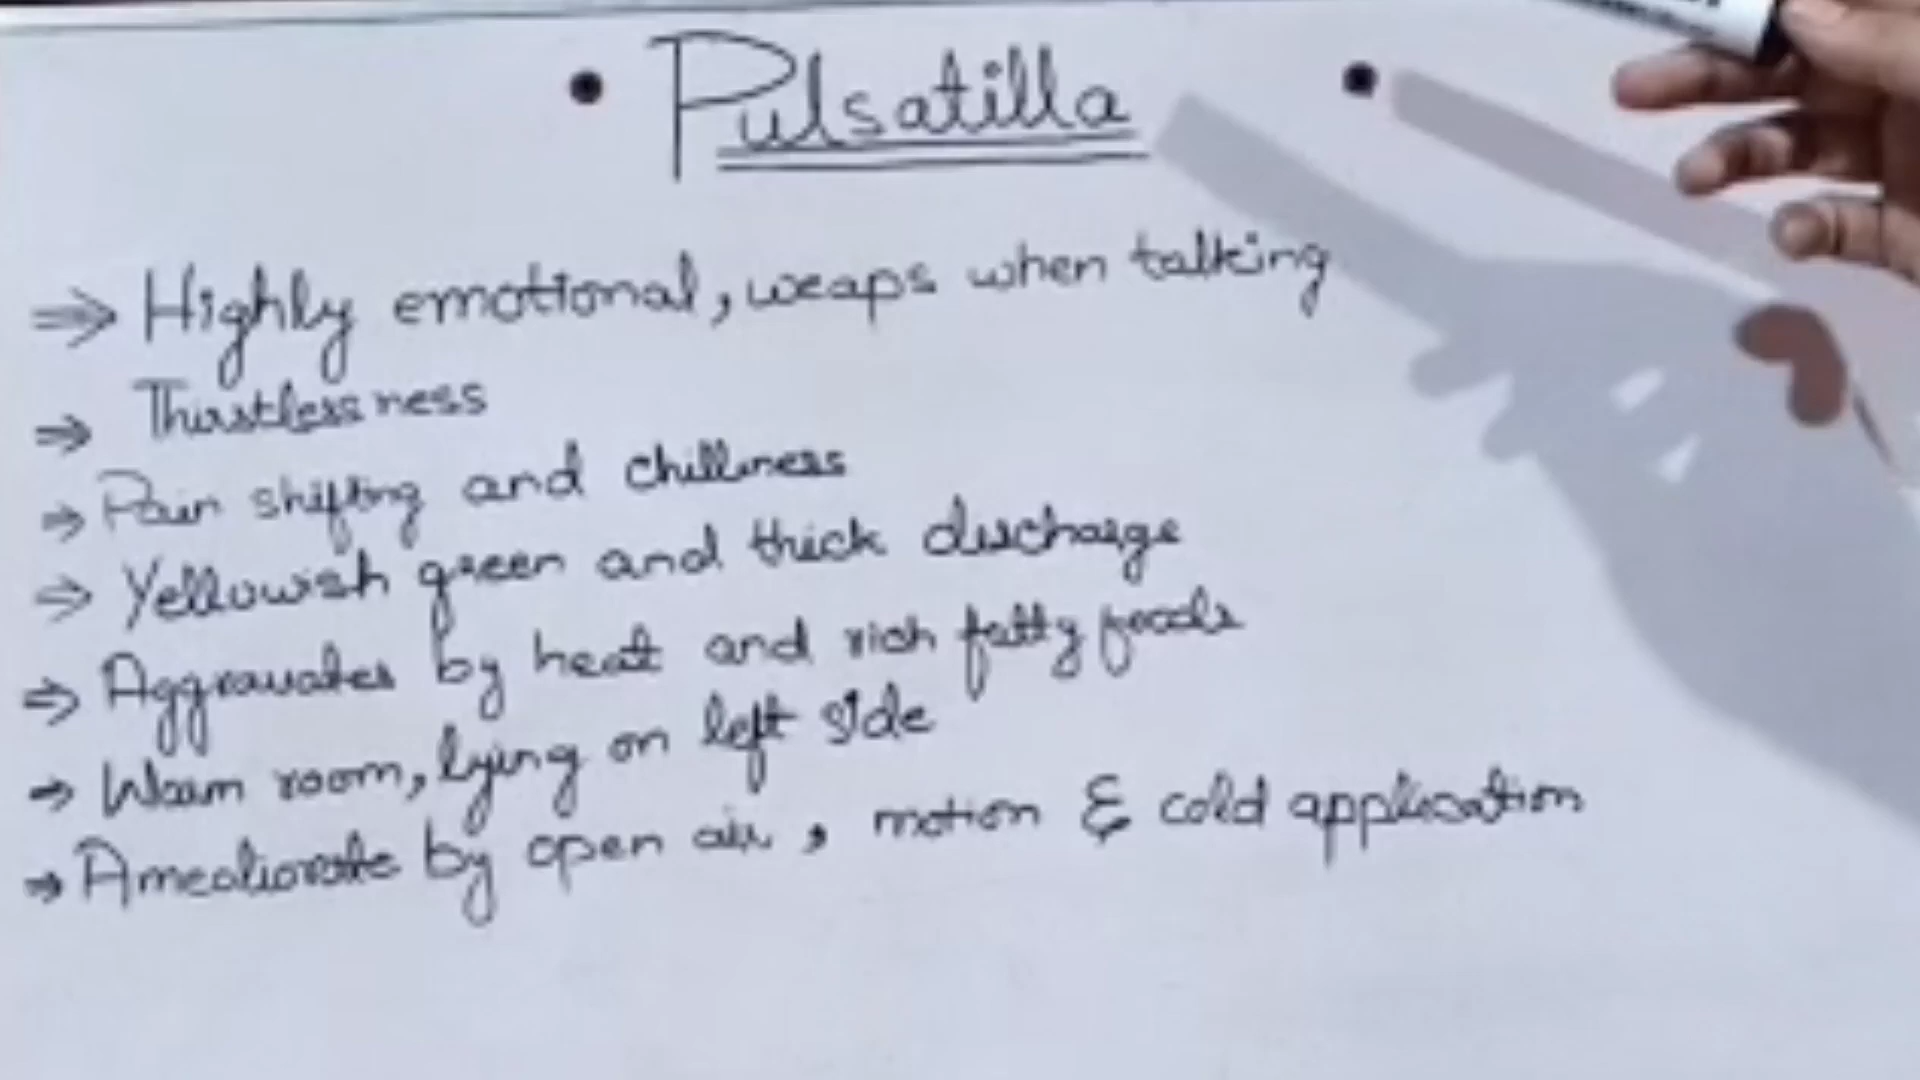 Pulsatilla
⇒ Highly emotional, weaps when talking
⇒ Thirstlessness
⇒ Pain shifting and chilliness
⇒ Yellowish green and thick discharge
⇒ Aggravates by heat and rich fatty foods
⇒ Warm room, lying on left side
⇒ Amealiorate by open air, motion & cold application